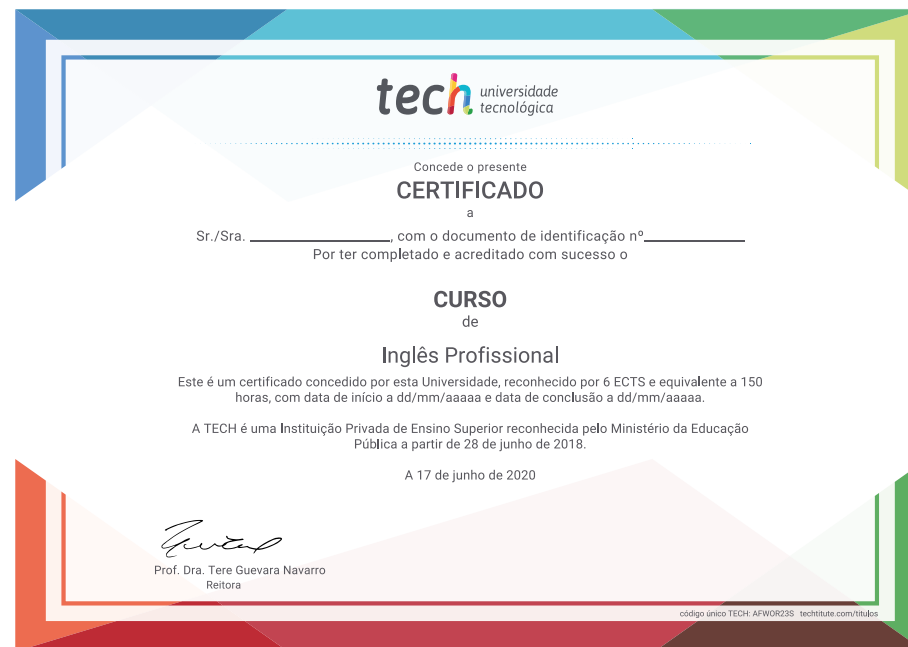 tech universidade
tecnológica
Concede o presente
CERTIFICADO
a
Sr./Sra. __________________, com o documento de identificação nº_____________
Por ter completado e acreditado com sucesso o
CURSO
de
Inglês Profissional
Este é um certificado concedido por esta Universidade, reconhecido por 6 ECTS e equivalente a 150
horas, com data de início a dd/mm/aaaaa e data de conclusão a dd/mm/aaaaa.
A TECH é uma Instituição Privada de Ensino Superior reconhecida pelo Ministério da Educação
Pública a partir de 28 de junho de 2018.
A 17 de junho de 2020
Prof. Dra. Tere Guevara Navarro
Reitora
código único TECH: AFWOR23S techtitute.com/titulos